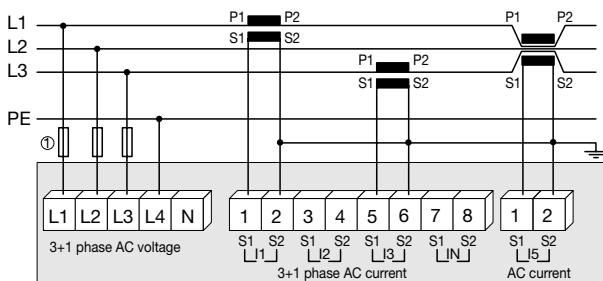 L1 P1 P2 P1 P2
S1 S2
L2
P1 P2
L3
S1 S2 S1 S2
PE
①
L1 L2 L3 L4 N 1 2 3 4 5 6 7 8 1 2
S1 S2 S1 S2 S1 S2 S1 S2 S1 S2
I1 I2 I3 IN I5
3+1 phase AC voltage
3+1 phase AC current
AC current